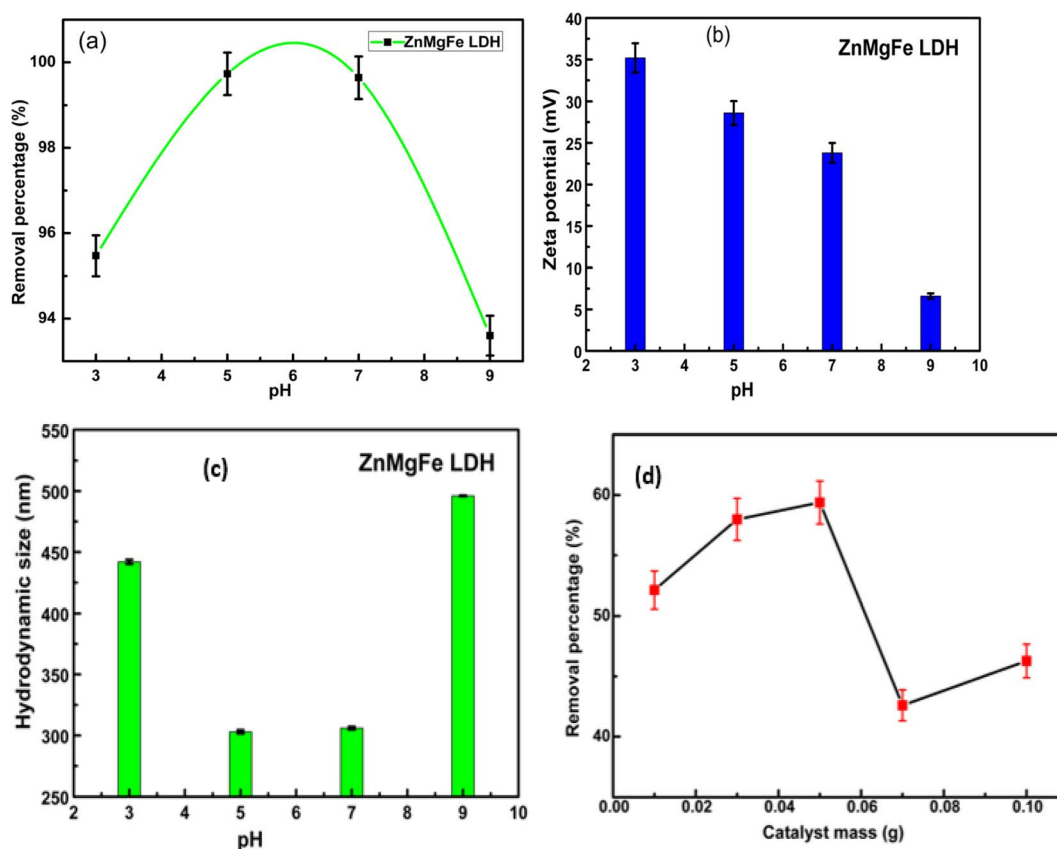 (a)
ZnMgFe LDH
Removal percentage (%)
100
98
96
94
3 4 5 6 7 8 9
pH
(b)
ZnMgFe LDH
Zeta potential (mV)
40
35
30
25
20
15
10
5
0
2 3 4 5 6 7 8 9 10
pH
(c)
ZnMgFe LDH
Hydrodynamic size (nm)
550
500
450
400
350
300
250
2 3 4 5 6 7 8 9 10
pH
(d)
Removal percentage (%)
60
50
40
0.00 0.02 0.04 0.06 0.08 0.10
Catalyst mass (g)